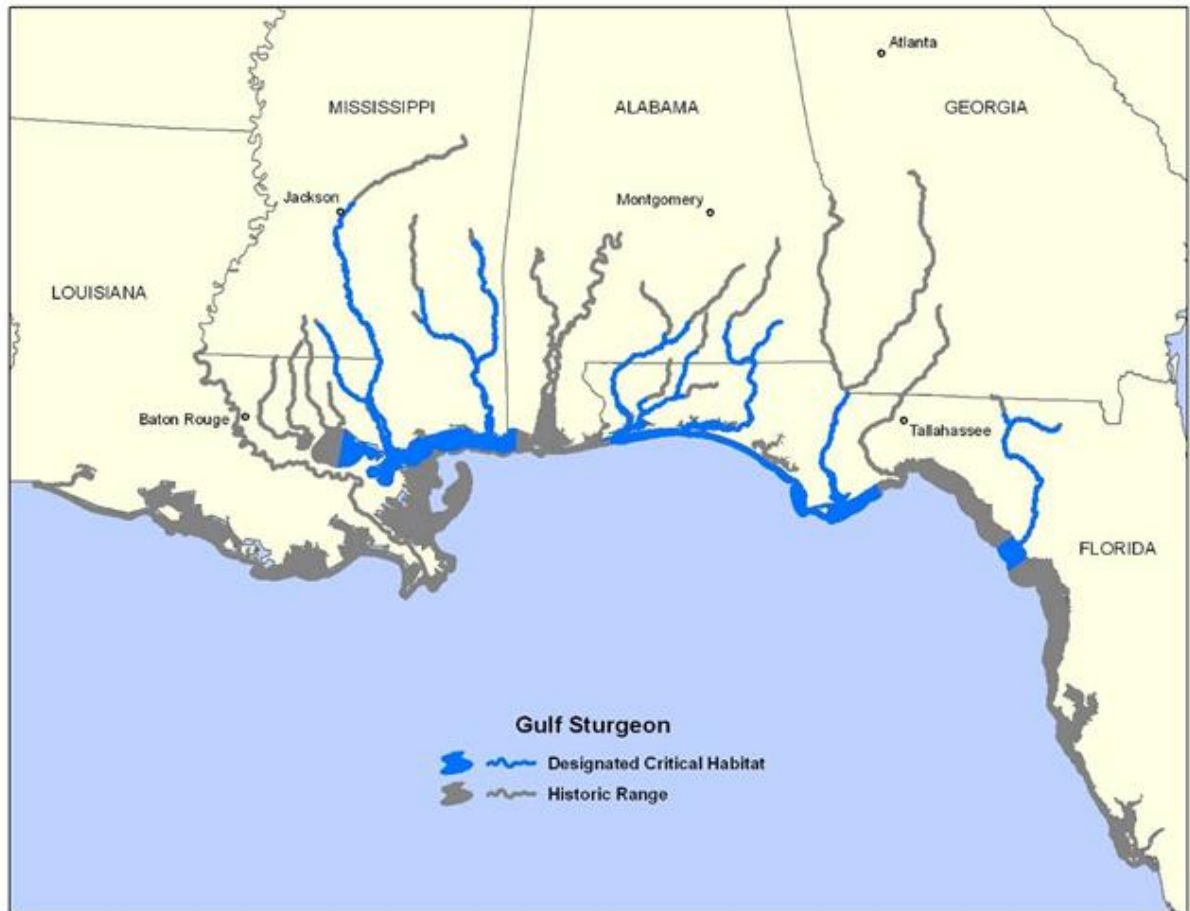 Atlanta
MISSISSIPPI
ALABAMA
GEORGIA
Jackson
Montgomery
LOUISIANA
Baton Rouge
Tallahassee
FLORIDA
Gulf Sturgeon
Designated Critical Habitat
Historic Range